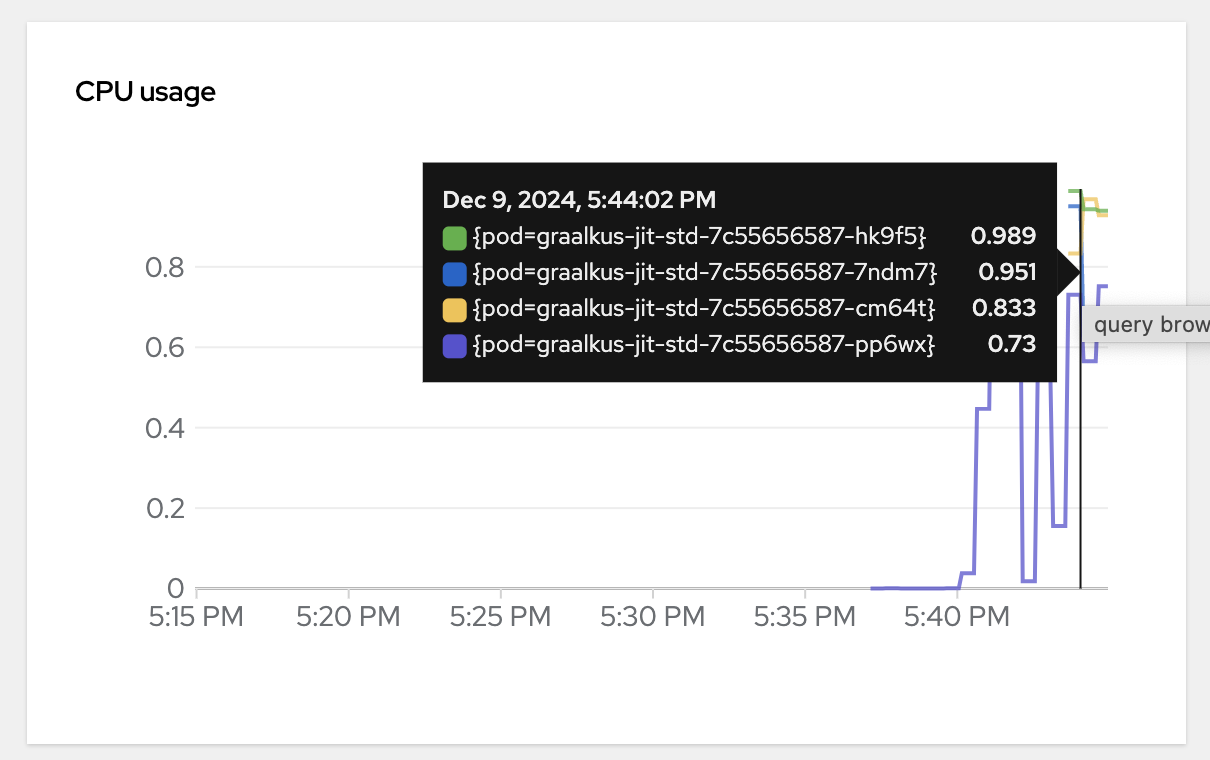 CPU usage
Dec 9, 2024, 5:44:02 PM
{pod=graalkus-jit-std-7c55656587-hk9f5} 0.989
{pod=graalkus-jit-std-7c55656587-7ndm7} 0.951
{pod=graalkus-jit-std-7c55656587-cm64t} 0.833
{pod=graalkus-jit-std-7c55656587-pp6wx} 0.73
0.8
query brow
0.6
0.4
0.2
0
5:15 PM 5:20 PM 5:25 PM 5:30 PM 5:35 PM 5:40 PM